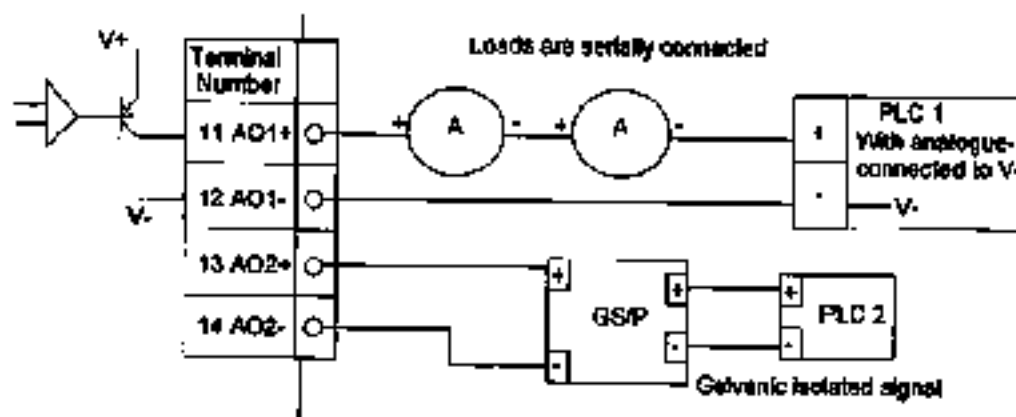 V+
Terminal
Number
Loads are serially connected
11 AO1+
+ A -
+ A -
+
PLC 1
With analogue-
connected to V-
12 AO1-
V-
-
V-
13 AO2+
+
GS/P
+
+
PLC 2
14 AO2-
-
-
-
Galvanic isolated signal